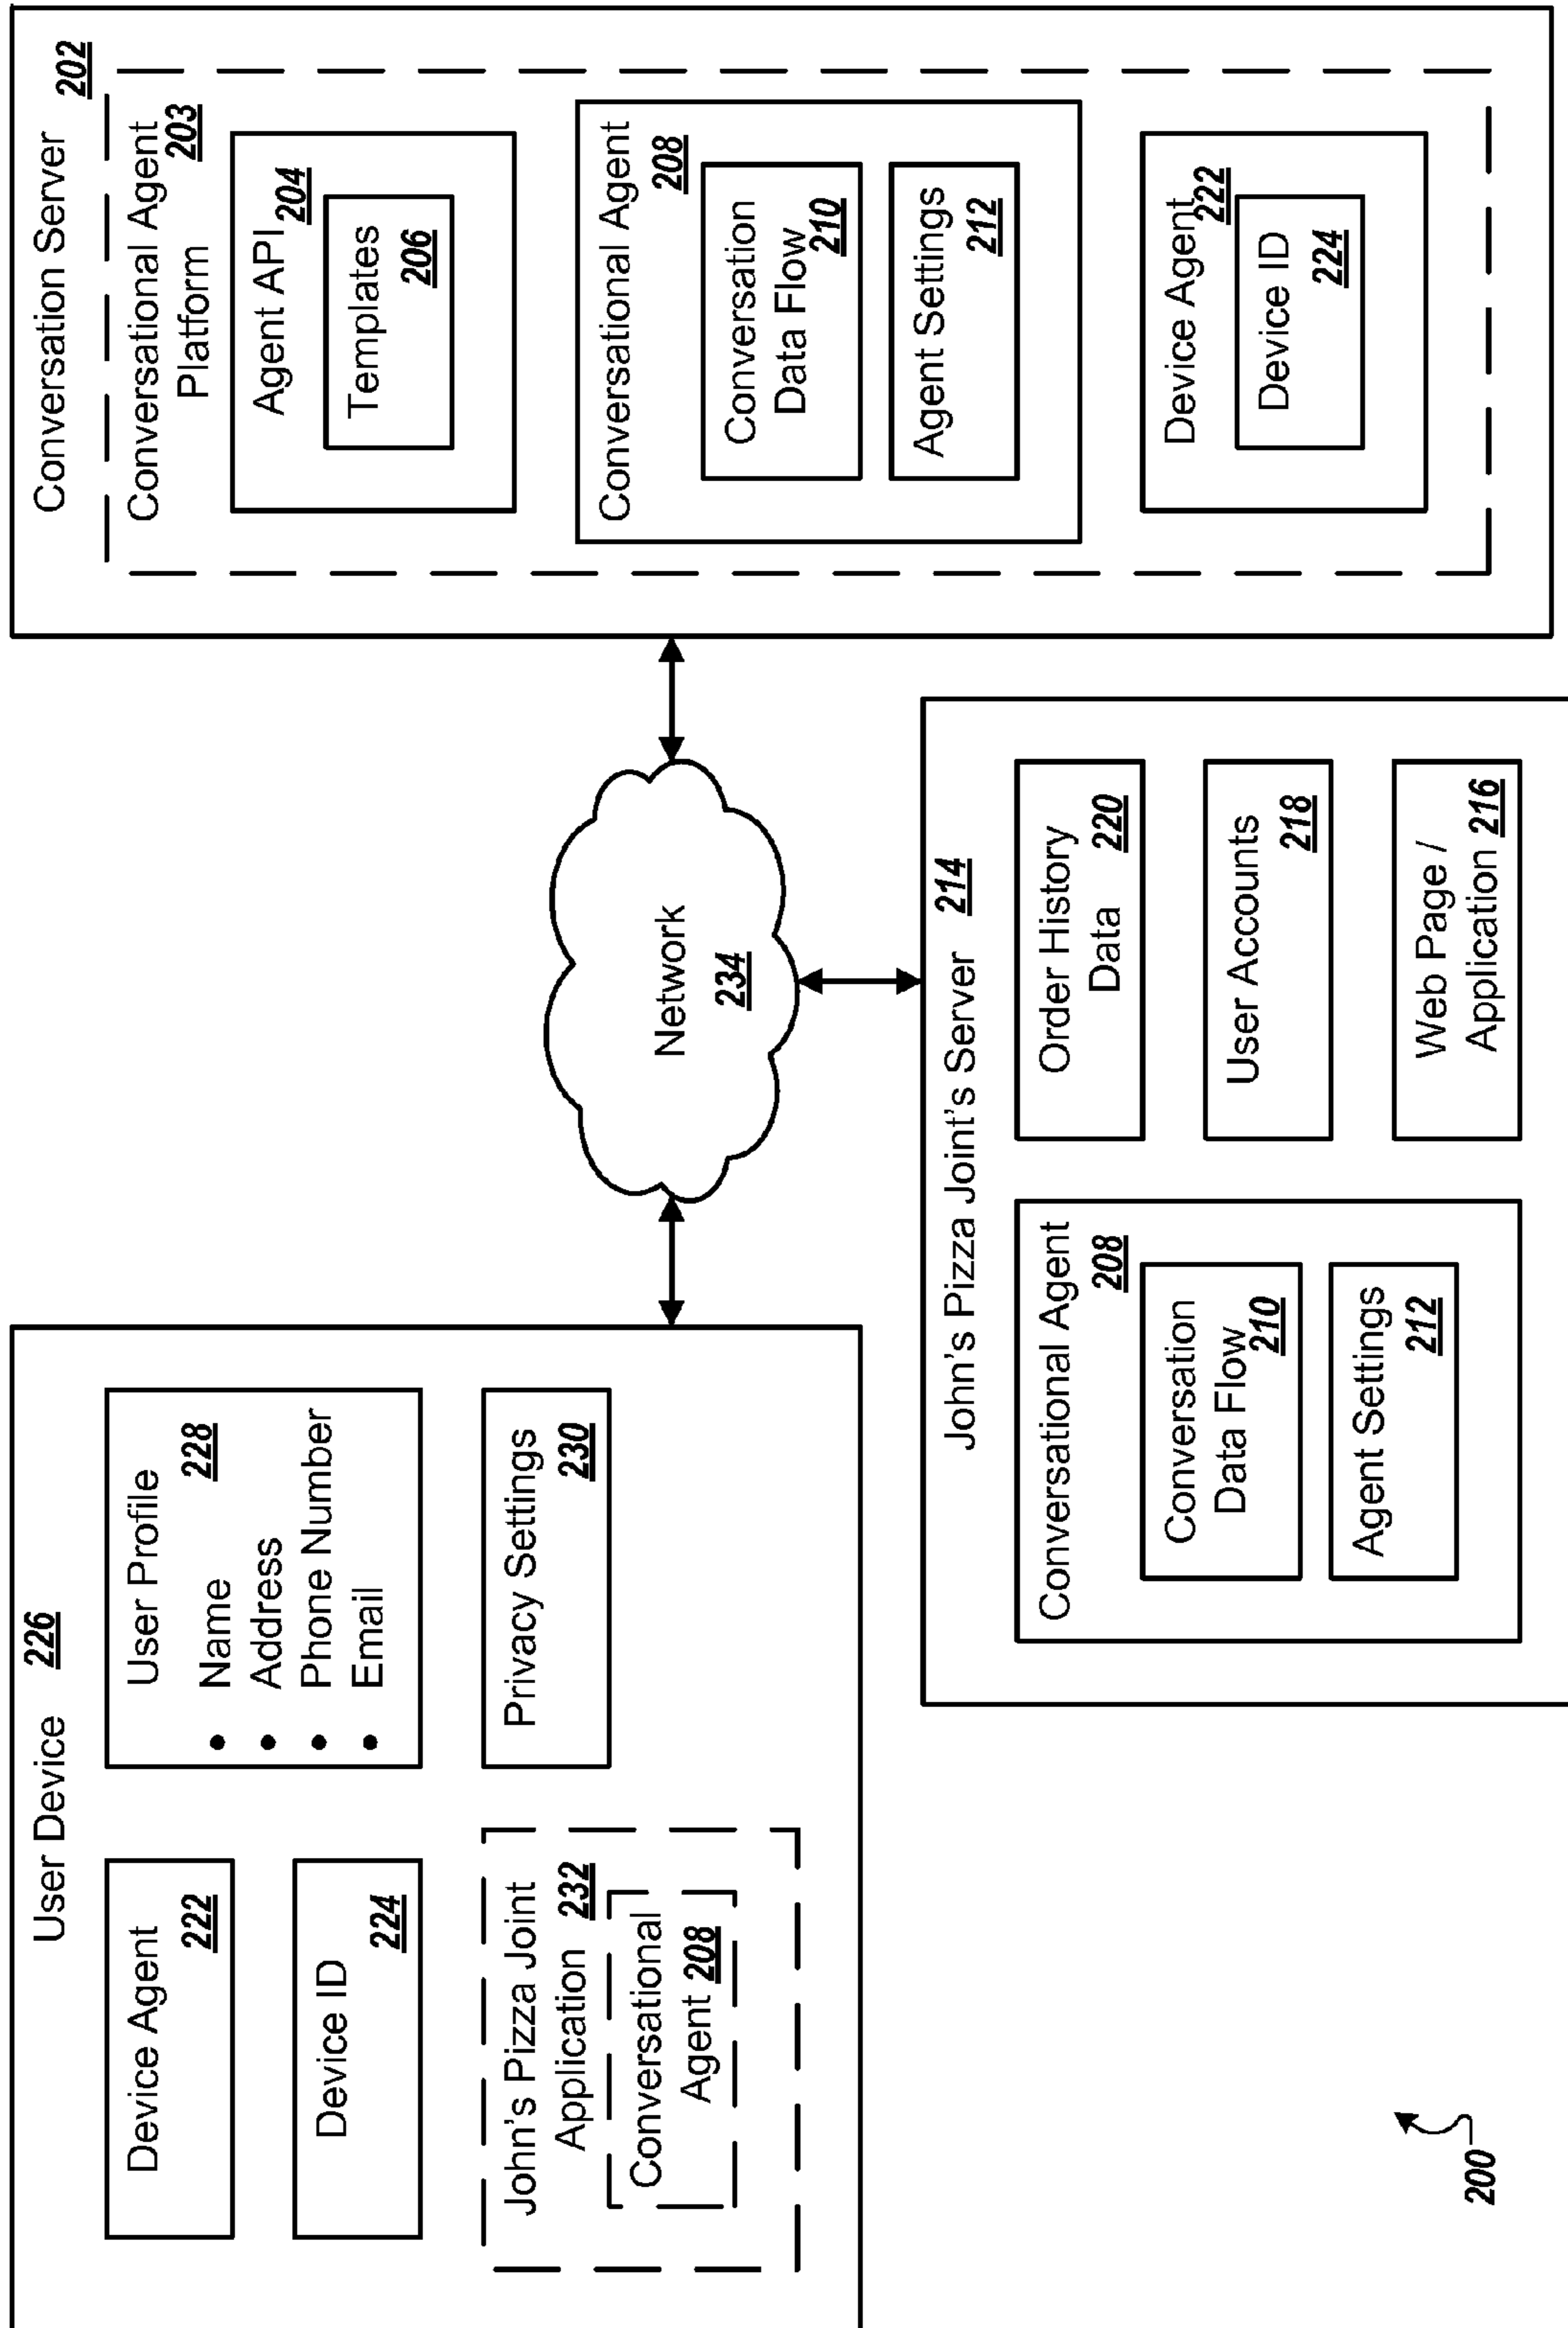 User Device 226
Device Agent
222
Device ID
224
John's Pizza Joint
Application 232
Conversational
Agent 208
User Profile
228
• Name
• Address
• Phone Number
• Email
Privacy Settings
230
Network
234
Conversation Server
202
Conversational Agent
203
Platform
Agent API
204
Templates
206
Conversational Agent
208
Conversation
Data Flow
210
Agent Settings
212
Device Agent
222
Device ID
224
John's Pizza Joint's Server 214
Conversational Agent
208
Conversation
Data Flow
210
Agent Settings
212
Order History
Data 220
User Accounts
218
Web Page /
Application 216
200